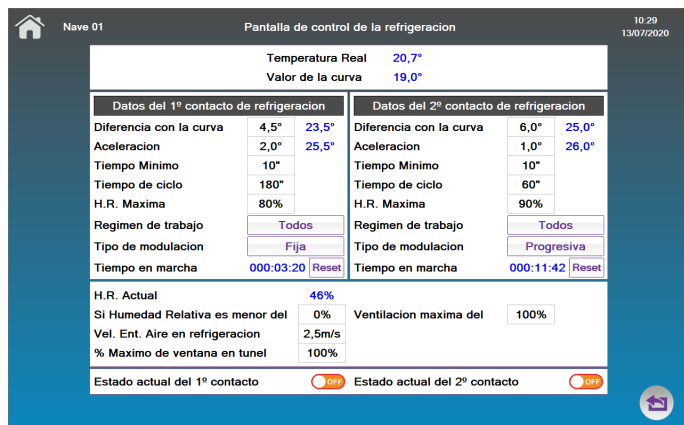 Nave 01 Pantalla de control de la refrigeracion 10:29
13/07/2020
Temperatura Real 20,7°
Valor de la curva 19,0°
Datos del 1º contacto de refrigeracion
Diferencia con la curva 4,5° 23,5°
Aceleracion 2,0° 25,5°
Tiempo Minimo 10"
Tiempo de ciclo 180"
H.R. Maxima 80%
Regimen de trabajo Todos
Tipo de modulacion Fija
Tiempo en marcha 000:03:20 Reset
Datos del 2º contacto de refrigeracion
Diferencia con la curva 6,0° 25,0°
Aceleracion 1,0° 26,0°
Tiempo Minimo 10"
Tiempo de ciclo 60"
H.R. Maxima 90%
Regimen de trabajo Todos
Tipo de modulacion Progresiva
Tiempo en marcha 000:11:42 Reset
H.R. Actual 46%
Si Humedad Relativa es menor del 0% Ventilacion maxima del 100%
Vel. Ent. Aire en refrigeracion 2,5m/s
% Maximo de ventana en tunel 100%
Estado actual del 1º contacto OFF Estado actual del 2º contacto OFF